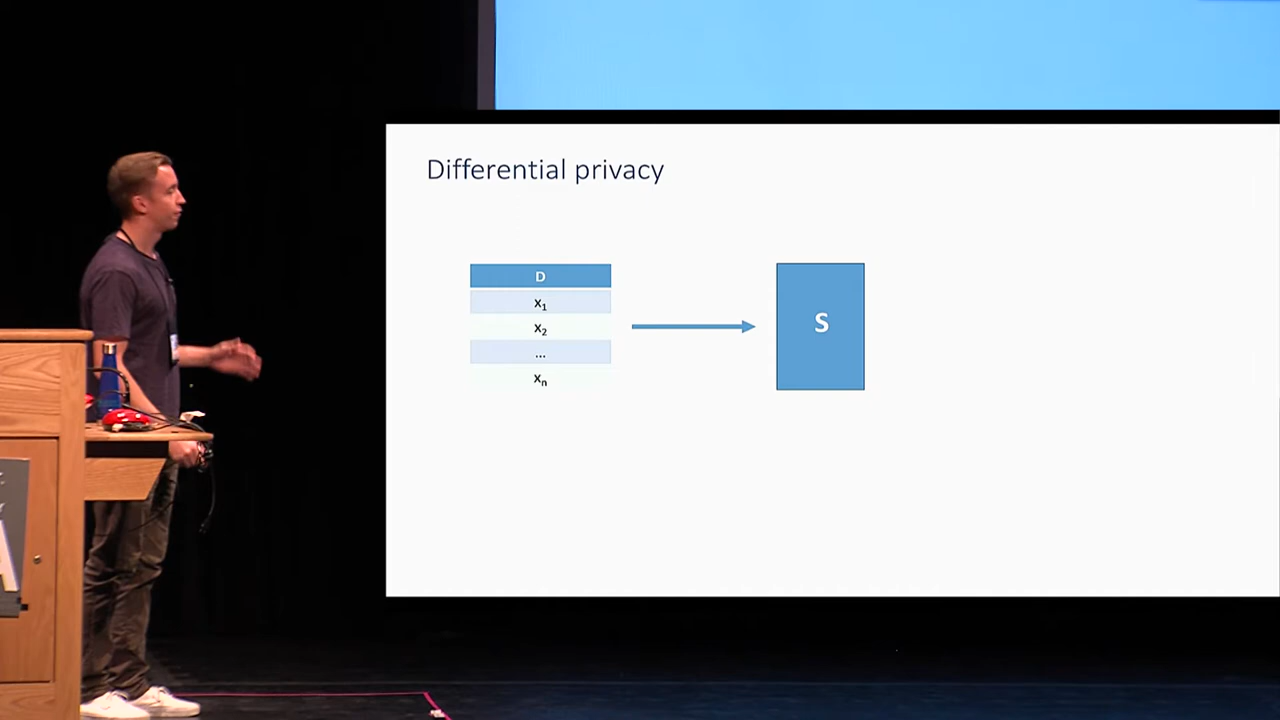 Differential privacy
D
x₁
x₂
...
xₙ
S